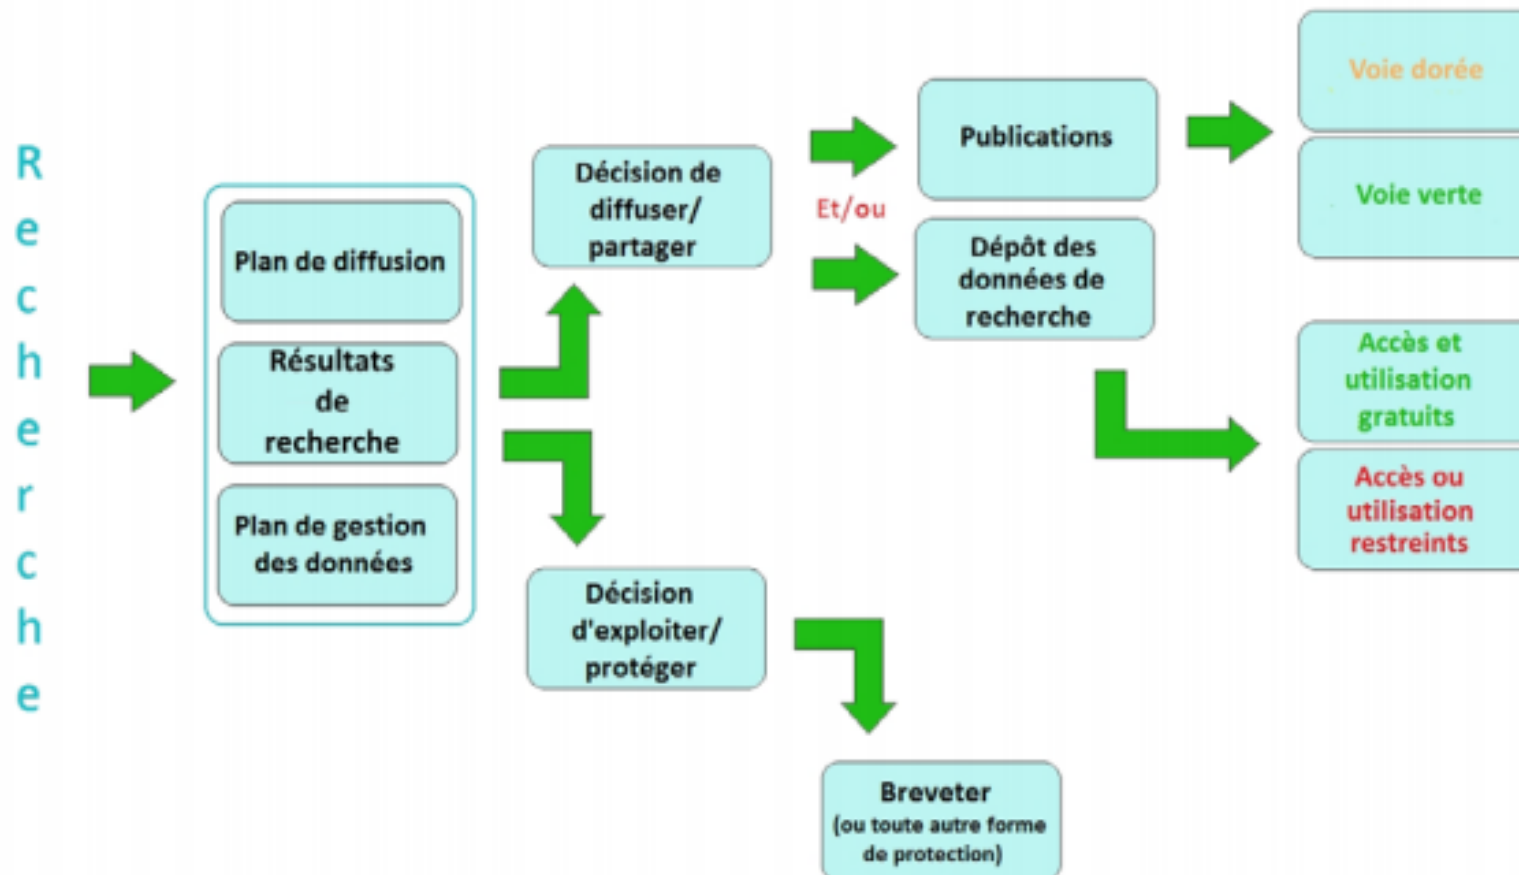 Recherche
Plan de diffusion
Résultats
de
recherche
Plan de gestion
des données
Décision de
diffuser/
partager
Décision
d'exploiter/
protéger
Et/ou
Publications
Dépôt des
données de
recherche
Breveter
(ou toute autre forme
de protection)
Voie dorée
Voie verte
Accès et
utilisation
gratuits
Accès ou
utilisation
restreints